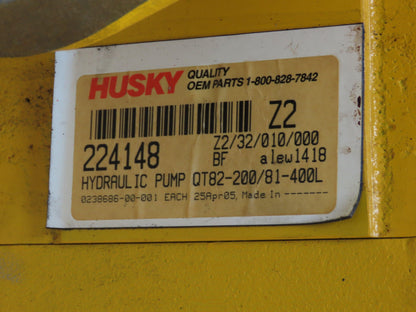 HUSKY QUALITY
OEM PARTS 1-800-828-7842
Z2
224148 Z2/32/010/000
BF alew1418
HYDRAULIC PUMP OT82-200/81-400L
0238686-00-001 EACH 25Apr05, Made In -------